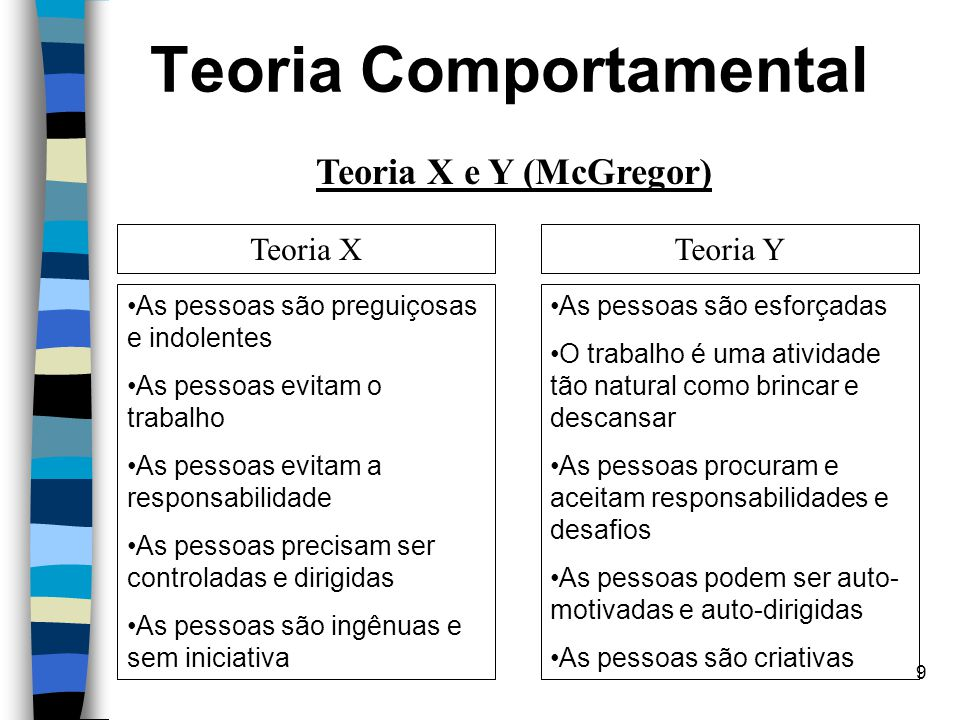 Teoria Comportamental
Teoria X e Y (McGregor)
Teoria X
•As pessoas são preguiçosas
e indolentes
•As pessoas evitam o
trabalho
•As pessoas evitam a
responsabilidade
•As pessoas precisam ser
controladas e dirigidas
•As pessoas são ingênuas e
sem iniciativa
Teoria Y
•As pessoas são esforçadas
•O trabalho é uma atividade
tão natural como brincar e
descansar
•As pessoas procuram e
aceitam responsabilidades e
desafios
•As pessoas podem ser auto-
motivadas e auto-dirigidas
•As pessoas são criativas
9